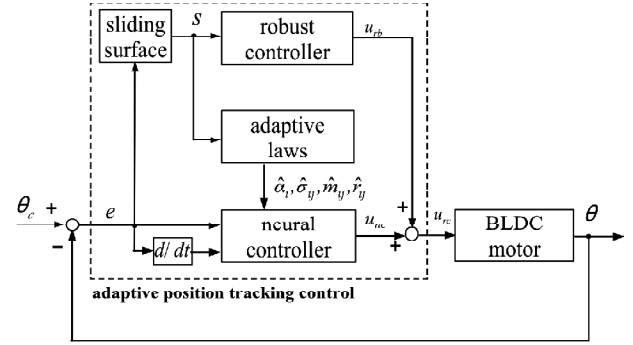 sliding surface
s
robust controller
u_rb
adaptive laws
α̂_i, σ̂_ij, m̂_ij, r̂_ij
θ_c
+
−
e
d/dt
neural controller
u_nc
+
+
u_rc
BLDC motor
θ
adaptive position tracking control